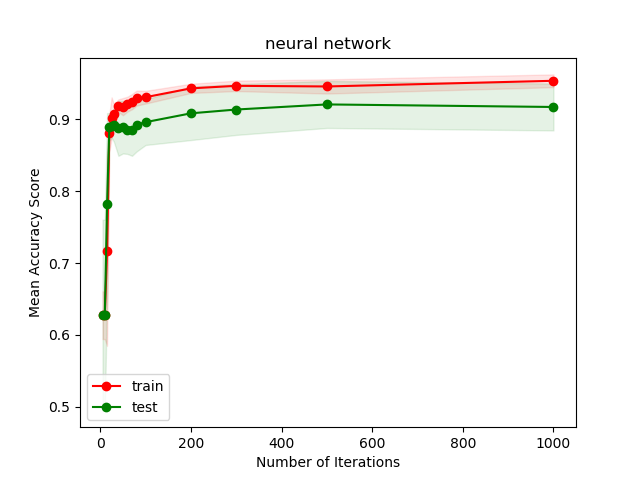 neural network
Mean Accuracy Score
0.9
0.8
0.7
0.6
0.5
train
test
0
200
400
600
800
1000
Number of Iterations